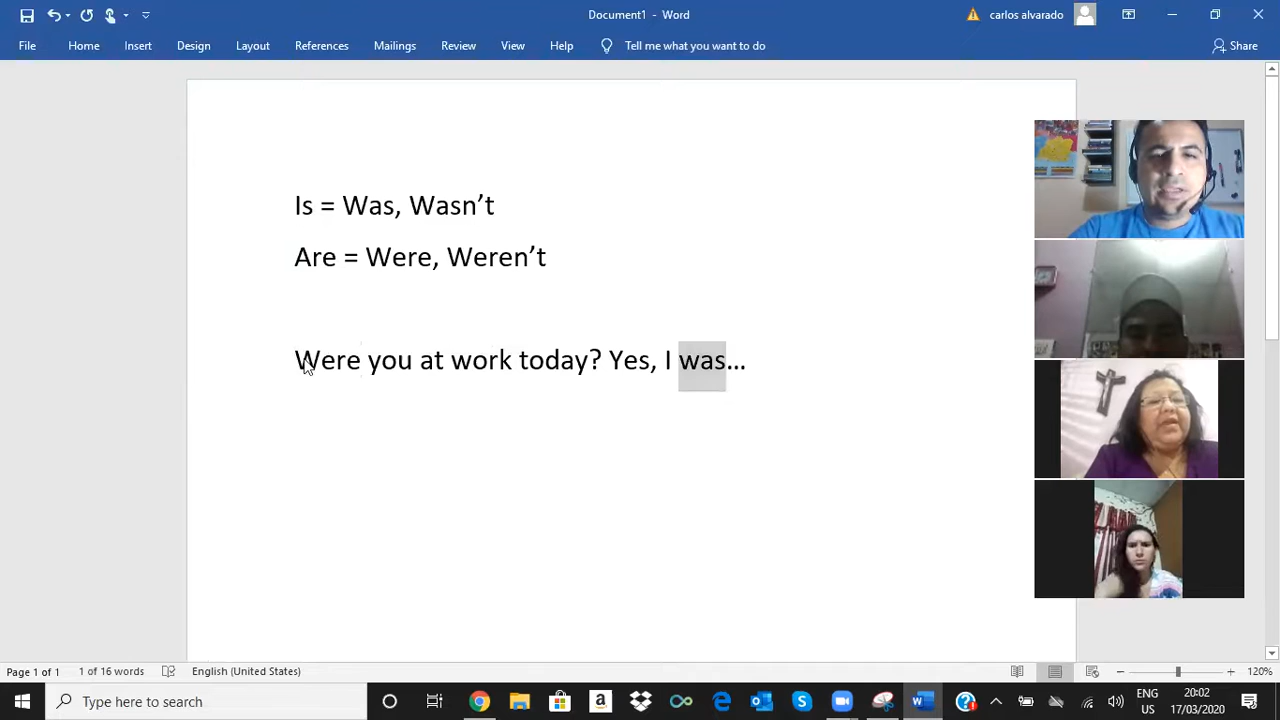 Document1 - Word
carlos alvarado
File Home Insert Design Layout References Mailings Review View Help Tell me what you want to do Share
Is = Was, Wasn’t
Are = Were, Weren’t
Were you at work today? Yes, I was...
Page 1 of 1 1 of 16 words English (United States) 120%
Type here to search
ENG
US
20:02
17/03/2020